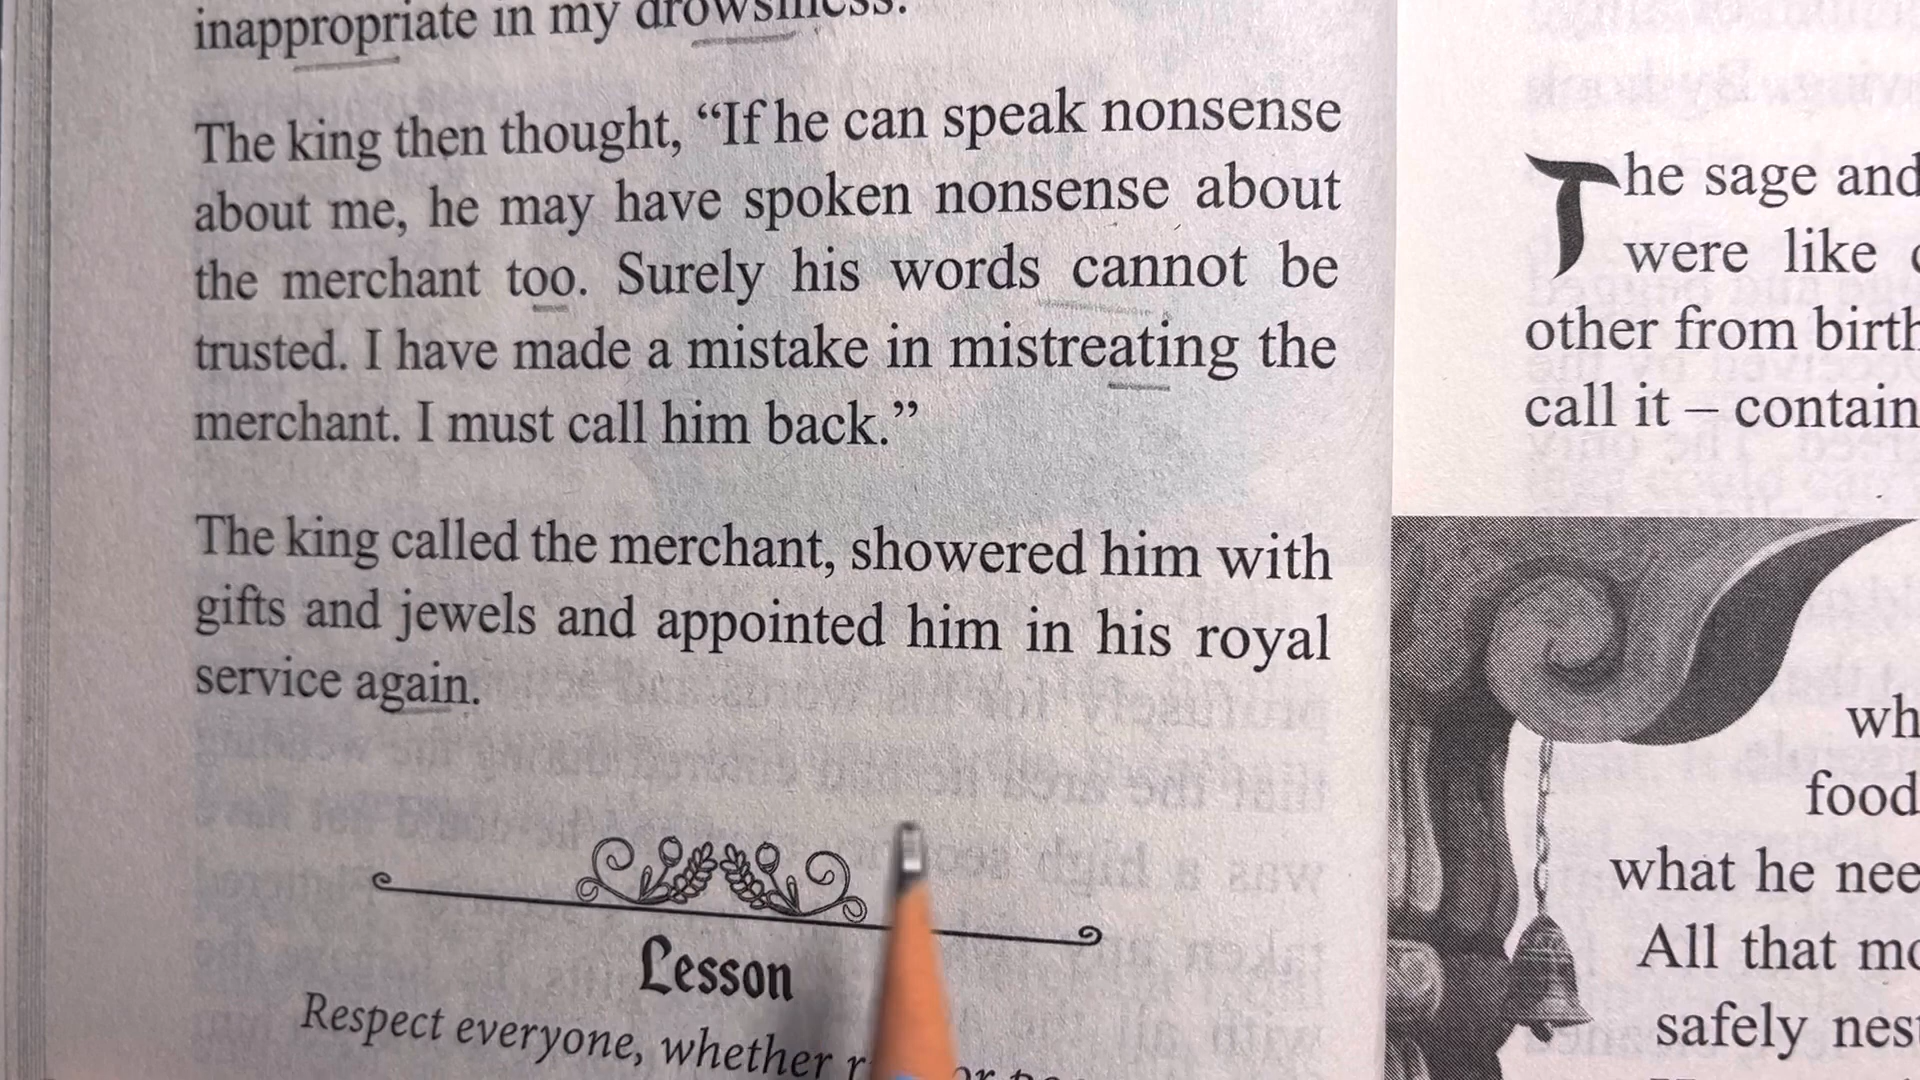 inappropriate in my drowsiness.
The king then thought, “If he can speak nonsense
about me, he may have spoken nonsense about
the merchant too. Surely his words cannot be
trusted. I have made a mistake in mistreating the
merchant. I must call him back.”
The king called the merchant, showered him with
gifts and jewels and appointed him in his royal
service again.
Lesson
Respect everyone, whether
The sage and
were like
other from birth
call it – contain
wh
food
what he nee
All that mo
safely nes